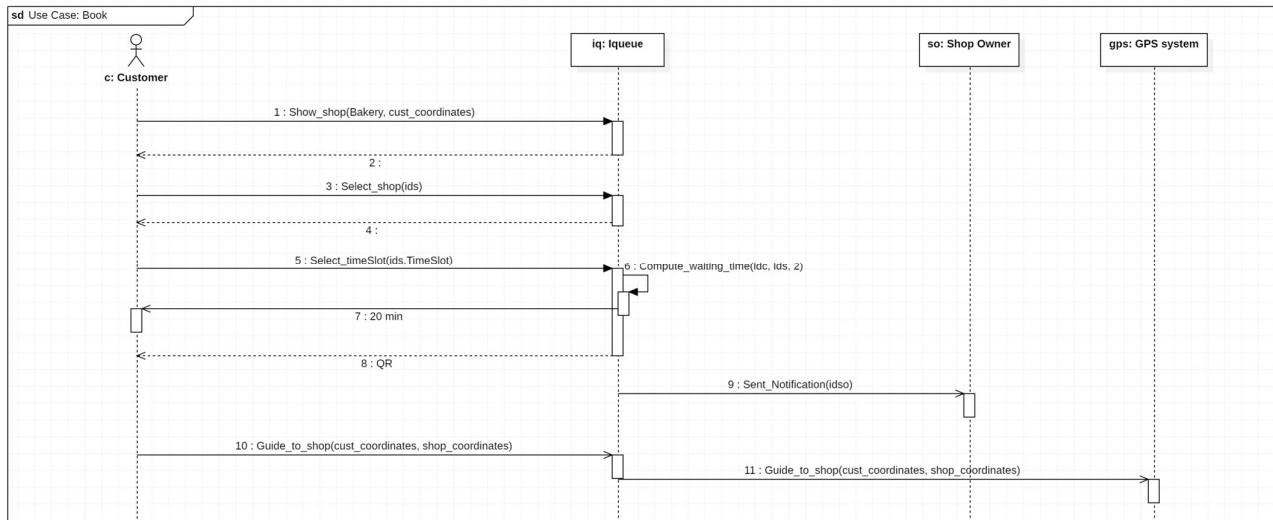 sd Use Case: Book
c: Customer
iq: Iqueue
so: Shop Owner
gps: GPS system
1 : Show_shop(Bakery, cust_coordinates)
2 :
3 : Select_shop(ids)
4 :
5 : Select_timeSlot(ids.TimeSlot)
6 : Compute_waiting_time(idc, ids, 2)
7 : 20 min
8 : QR
9 : Sent_Notification(idso)
10 : Guide_to_shop(cust_coordinates, shop_coordinates)
11 : Guide_to_shop(cust_coordinates, shop_coordinates)